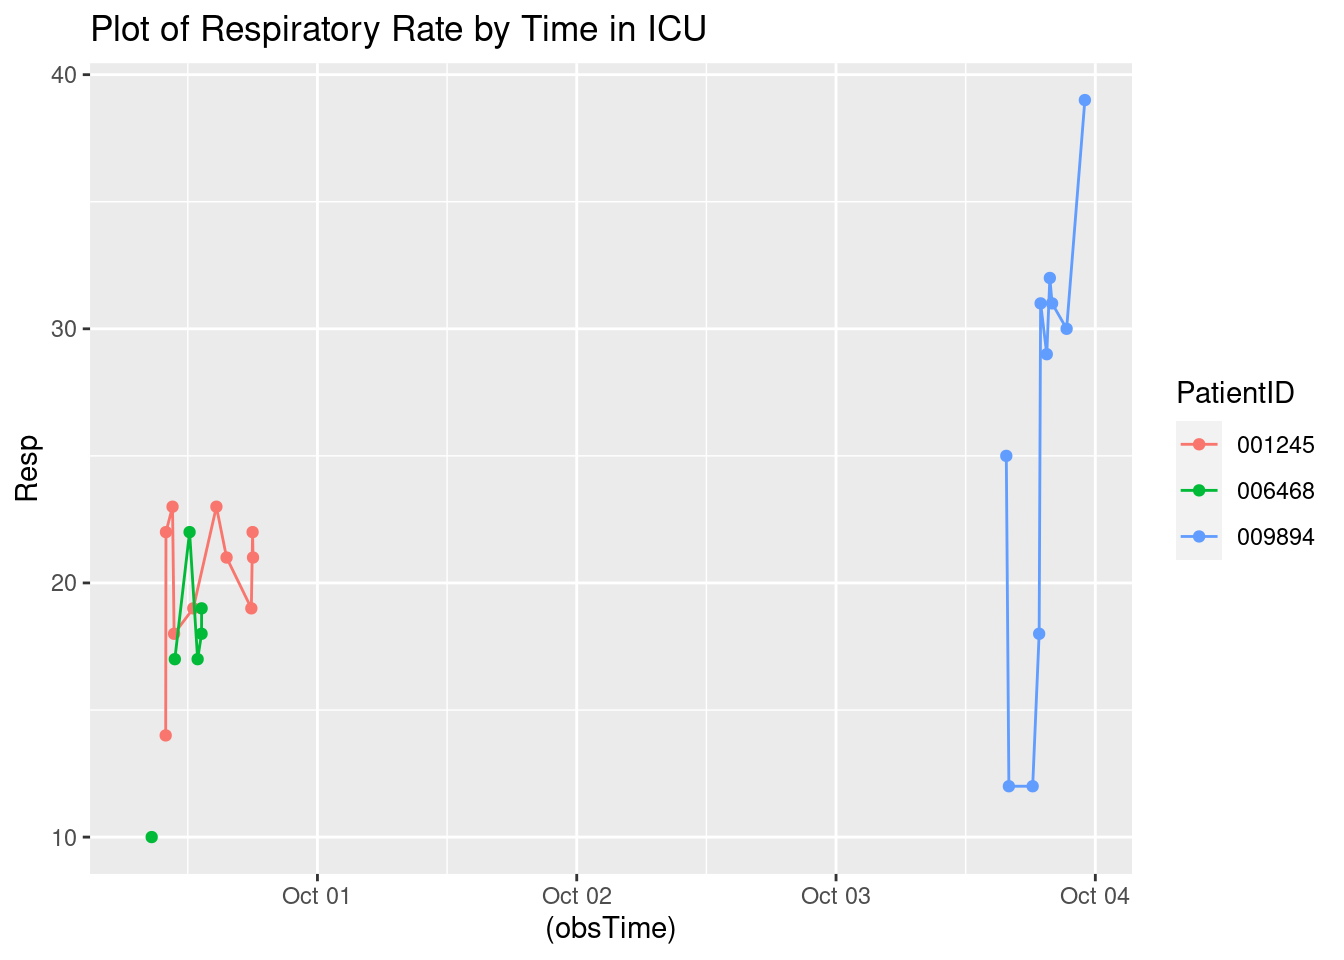 Plot of Respiratory Rate by Time in ICU
40
30
20
10
Resp
Oct 01
Oct 02
Oct 03
Oct 04
(obsTime)
PatientID
001245
006468
009894